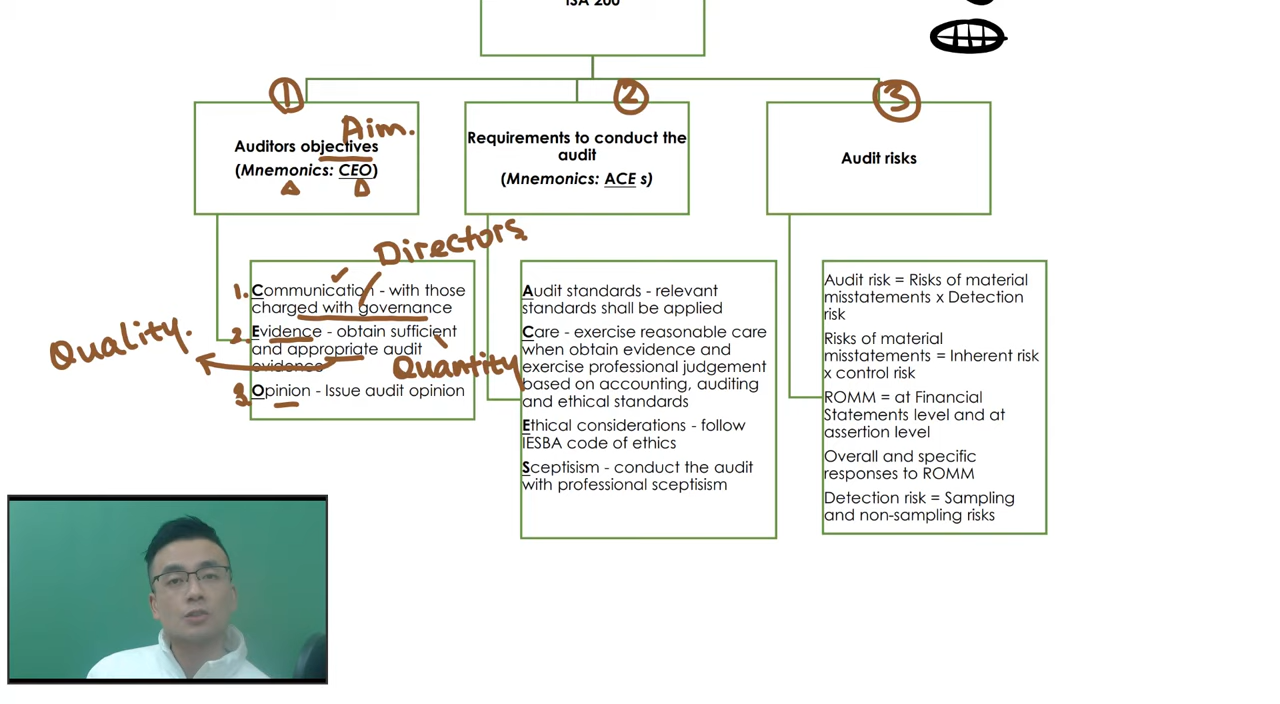 ISA 200
1
2
3
Aim.
Auditors objectives
(Mnemonics: CEO)
Requirements to conduct the
audit
(Mnemonics: ACE s)
Audit risks
Directors
1. Communication - with those
charged with governance
2. Evidence - obtain sufficient
and appropriate audit
evidence
Quality.
Quantity
3. Opinion - Issue audit opinion
Audit standards - relevant
standards shall be applied
Care - exercise reasonable care
when obtain evidence and
exercise professional judgement
based on accounting, auditing
and ethical standards
Ethical considerations - follow
IESBA code of ethics
Sceptisism - conduct the audit
with professional sceptisism
Audit risk = Risks of material
misstatements x Detection
risk
Risks of material
misstatements = Inherent risk
x control risk
ROMM = at Financial
Statements level and at
assertion level
Overall and specific
responses to ROMM
Detection risk = Sampling
and non-sampling risks